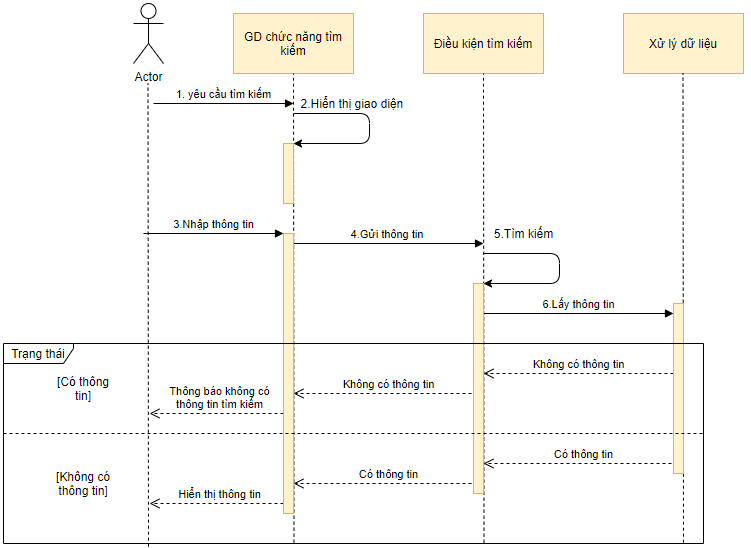 GD chức năng tìm
kiếm
Điều kiện tìm kiếm
Xử lý dữ liệu
Actor
1. yêu cầu tìm kiếm
2.Hiển thị giao diện
3.Nhập thông tin
4.Gửi thông tin
5.Tìm kiếm
6.Lấy thông tin
Trạng thái
[Có thông
tin]
Không có thông tin
Không có thông tin
Thông báo không có
thông tin tìm kiếm
[Không có
thông tin]
Có thông tin
Có thông tin
Hiển thị thông tin